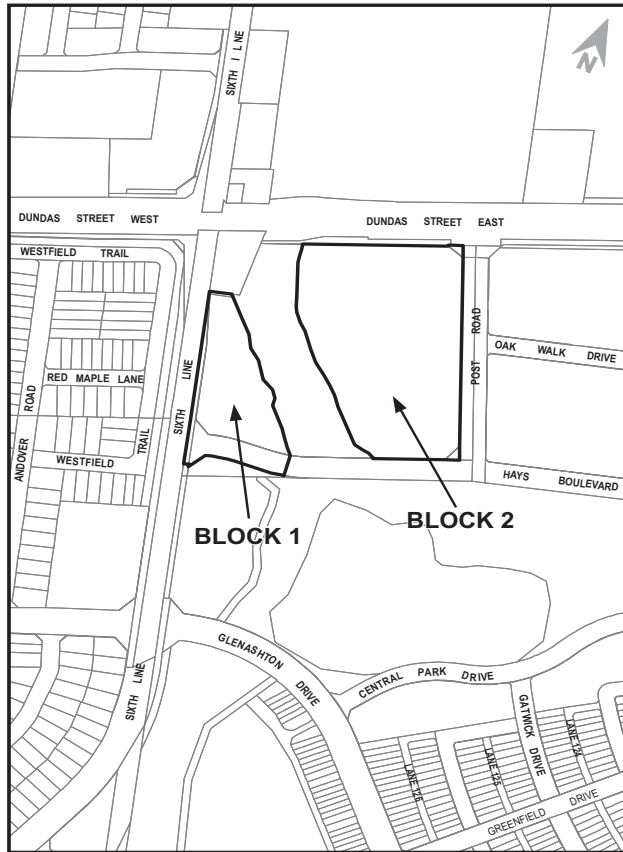 N
SIXTH LINE
DUNDAS STREET WEST
DUNDAS STREET EAST
WESTFIELD TRAIL
POST ROAD
OAK WALK DRIVE
SIXTH LINE
RED MAPLE LANE
ANDOVER ROAD
TRAIL
WESTFIELD
HAYS BOULEVARD
BLOCK 1
BLOCK 2
GLENASHTON DRIVE
SIXTH LINE
CENTRAL PARK DRIVE
GATWICK DRIVE
LANE 126
LANE 125
LANE 124
GREENFIELD DRIVE